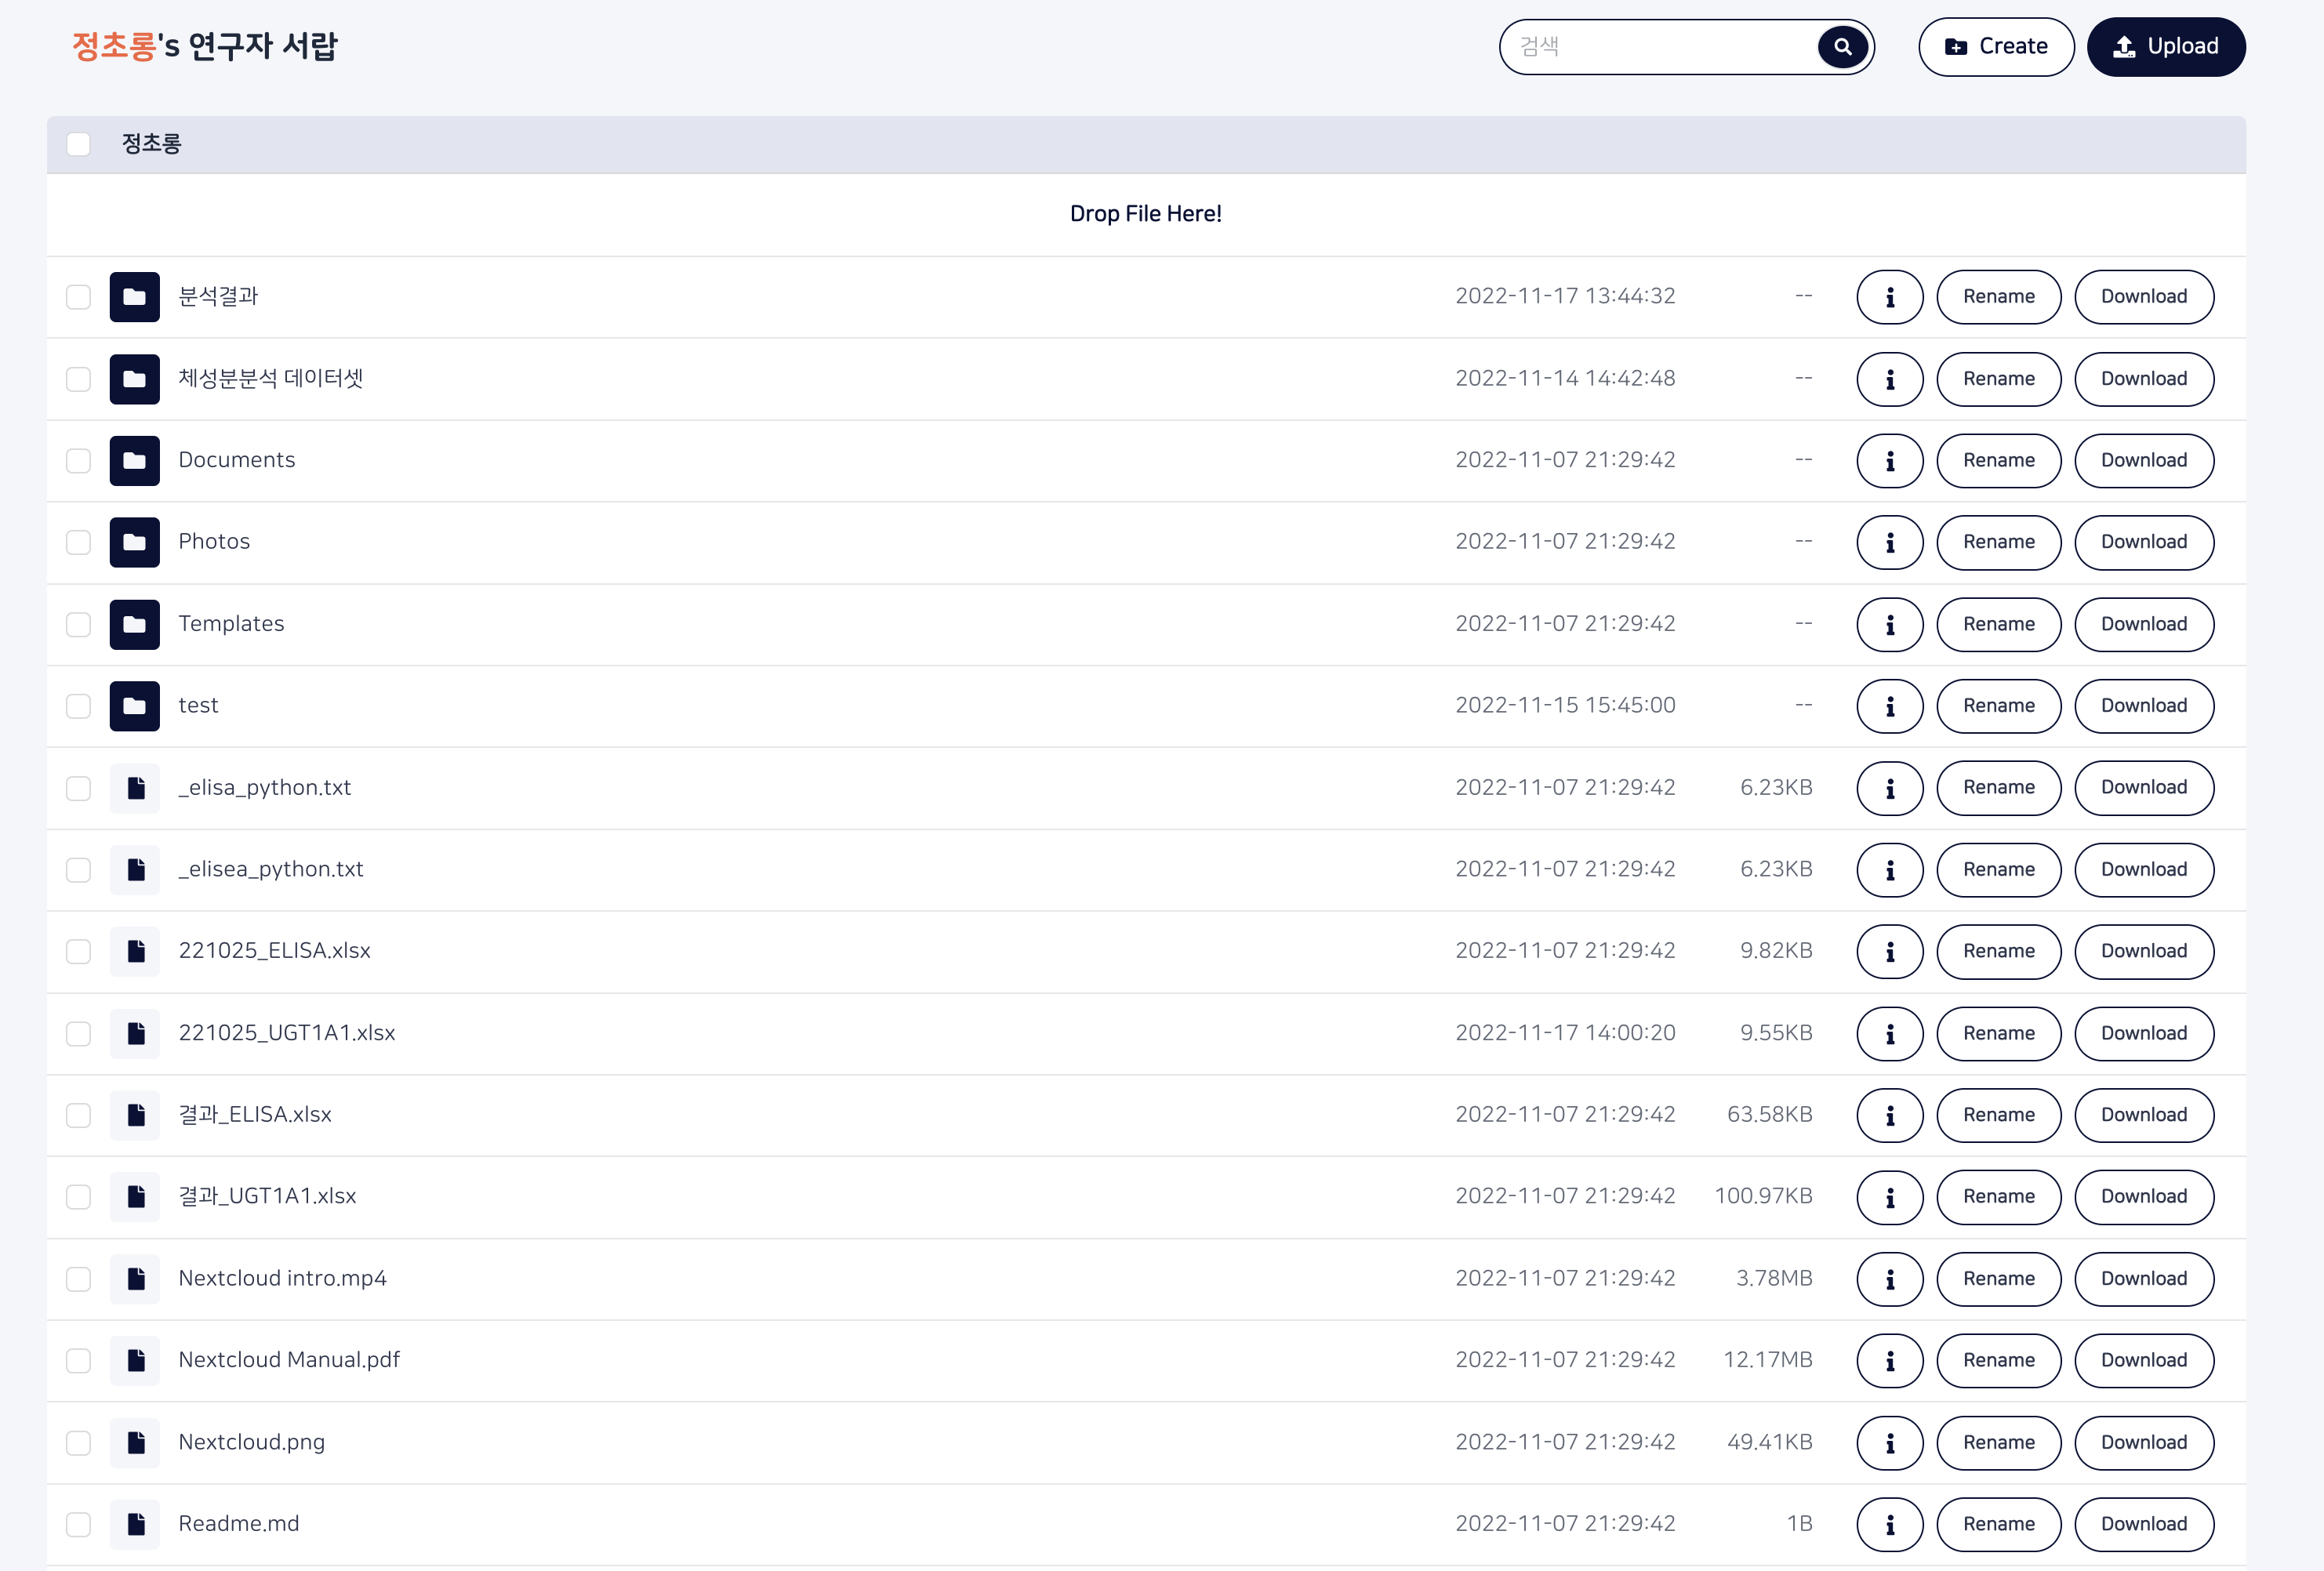 정초롱's 연구자 서랍
검색
Create
Upload
정초롱
Drop File Here!
분석결과 2022-11-17 13:44:32 -- i Rename Download
체성분분석 데이터셋 2022-11-14 14:42:48 -- i Rename Download
Documents 2022-11-07 21:29:42 -- i Rename Download
Photos 2022-11-07 21:29:42 -- i Rename Download
Templates 2022-11-07 21:29:42 -- i Rename Download
test 2022-11-15 15:45:00 -- i Rename Download
_elisa_python.txt 2022-11-07 21:29:42 6.23KB i Rename Download
_elisea_python.txt 2022-11-07 21:29:42 6.23KB i Rename Download
221025_ELISA.xlsx 2022-11-07 21:29:42 9.82KB i Rename Download
221025_UGT1A1.xlsx 2022-11-17 14:00:20 9.55KB i Rename Download
결과_ELISA.xlsx 2022-11-07 21:29:42 63.58KB i Rename Download
결과_UGT1A1.xlsx 2022-11-07 21:29:42 100.97KB i Rename Download
Nextcloud intro.mp4 2022-11-07 21:29:42 3.78MB i Rename Download
Nextcloud Manual.pdf 2022-11-07 21:29:42 12.17MB i Rename Download
Nextcloud.png 2022-11-07 21:29:42 49.41KB i Rename Download
Readme.md 2022-11-07 21:29:42 1B i Rename Download